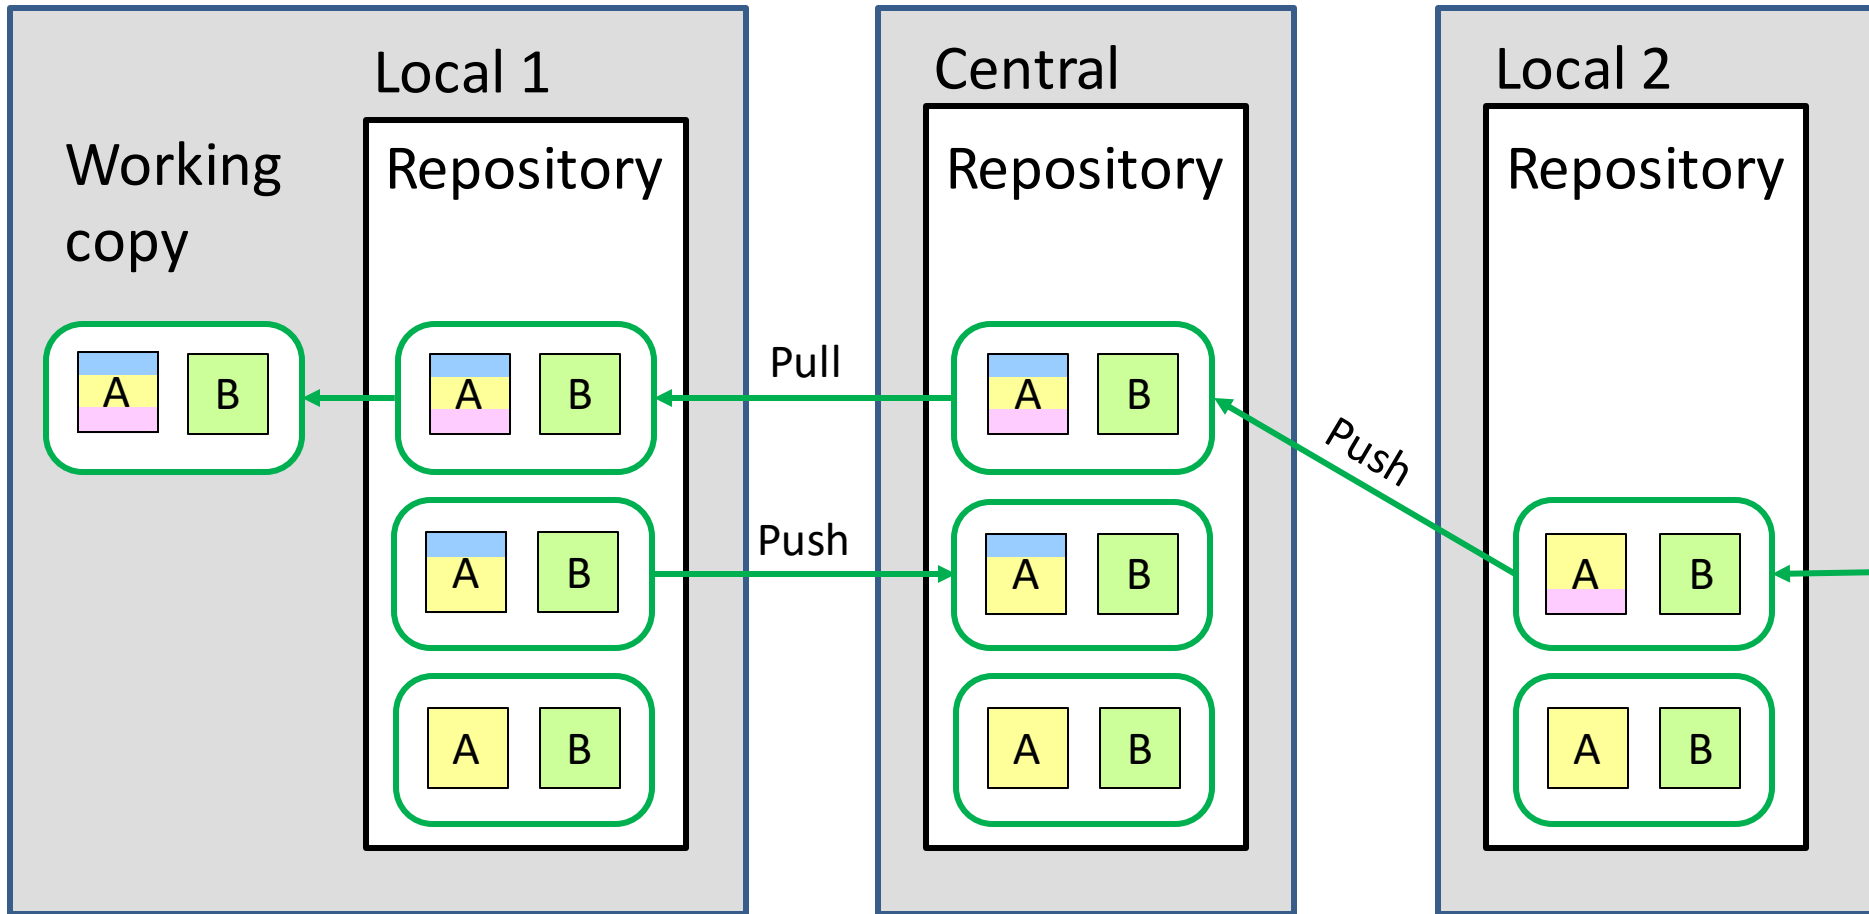 Local 1
Central
Local 2
Working
copy
Repository
Repository
Repository
A B
A B
Pull
A B
Push
A B
Push
A B
A B
A B
A B
A B